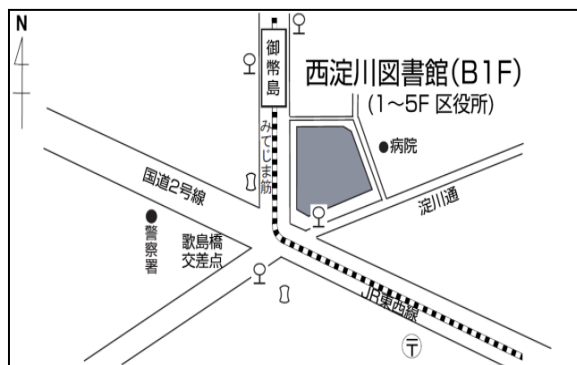 N
御幣島
西淀川図書館(B1F)
(1～5F 区役所)
みてじま筋
病院
国道2号線
淀川通
警察署
歌島橋
交差点
JR東西線
〒